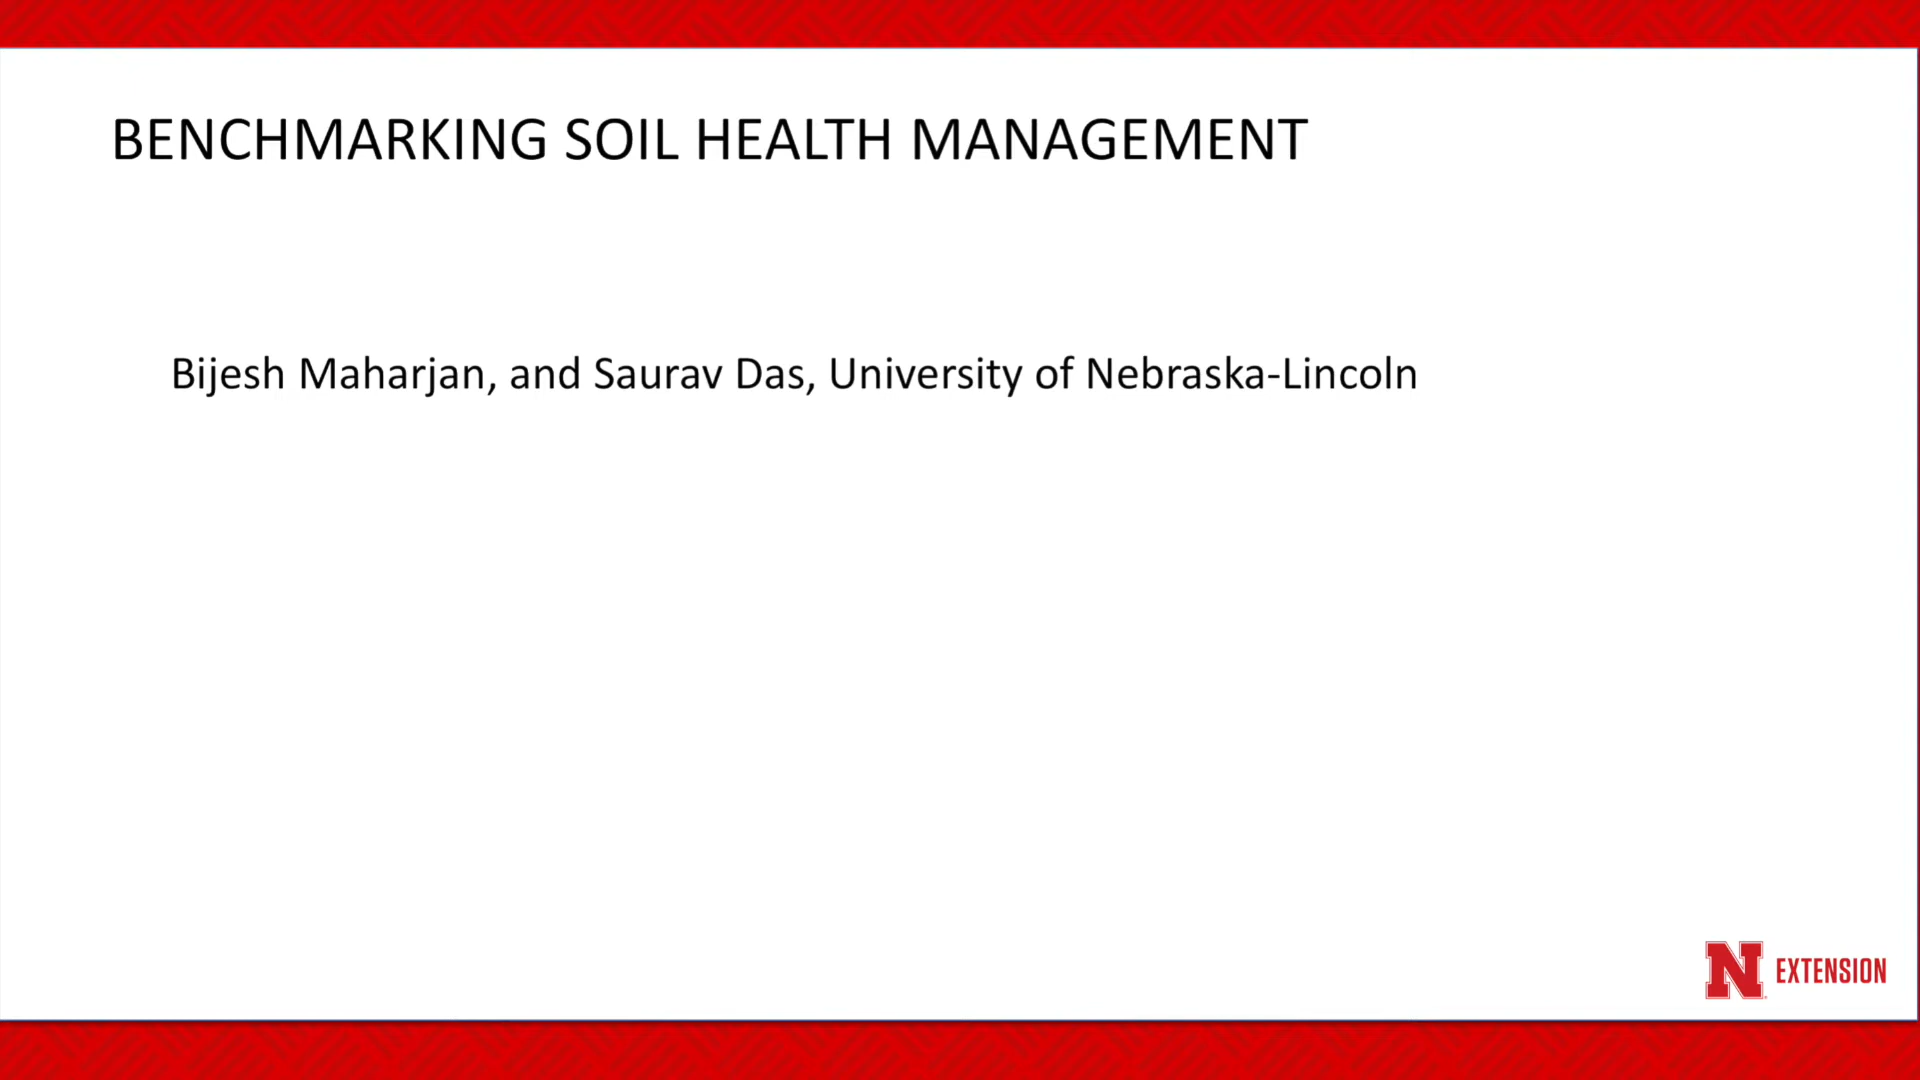 BENCHMARKING SOIL HEALTH MANAGEMENT
Bijesh Maharjan, and Saurav Das, University of Nebraska-Lincoln
N EXTENSION